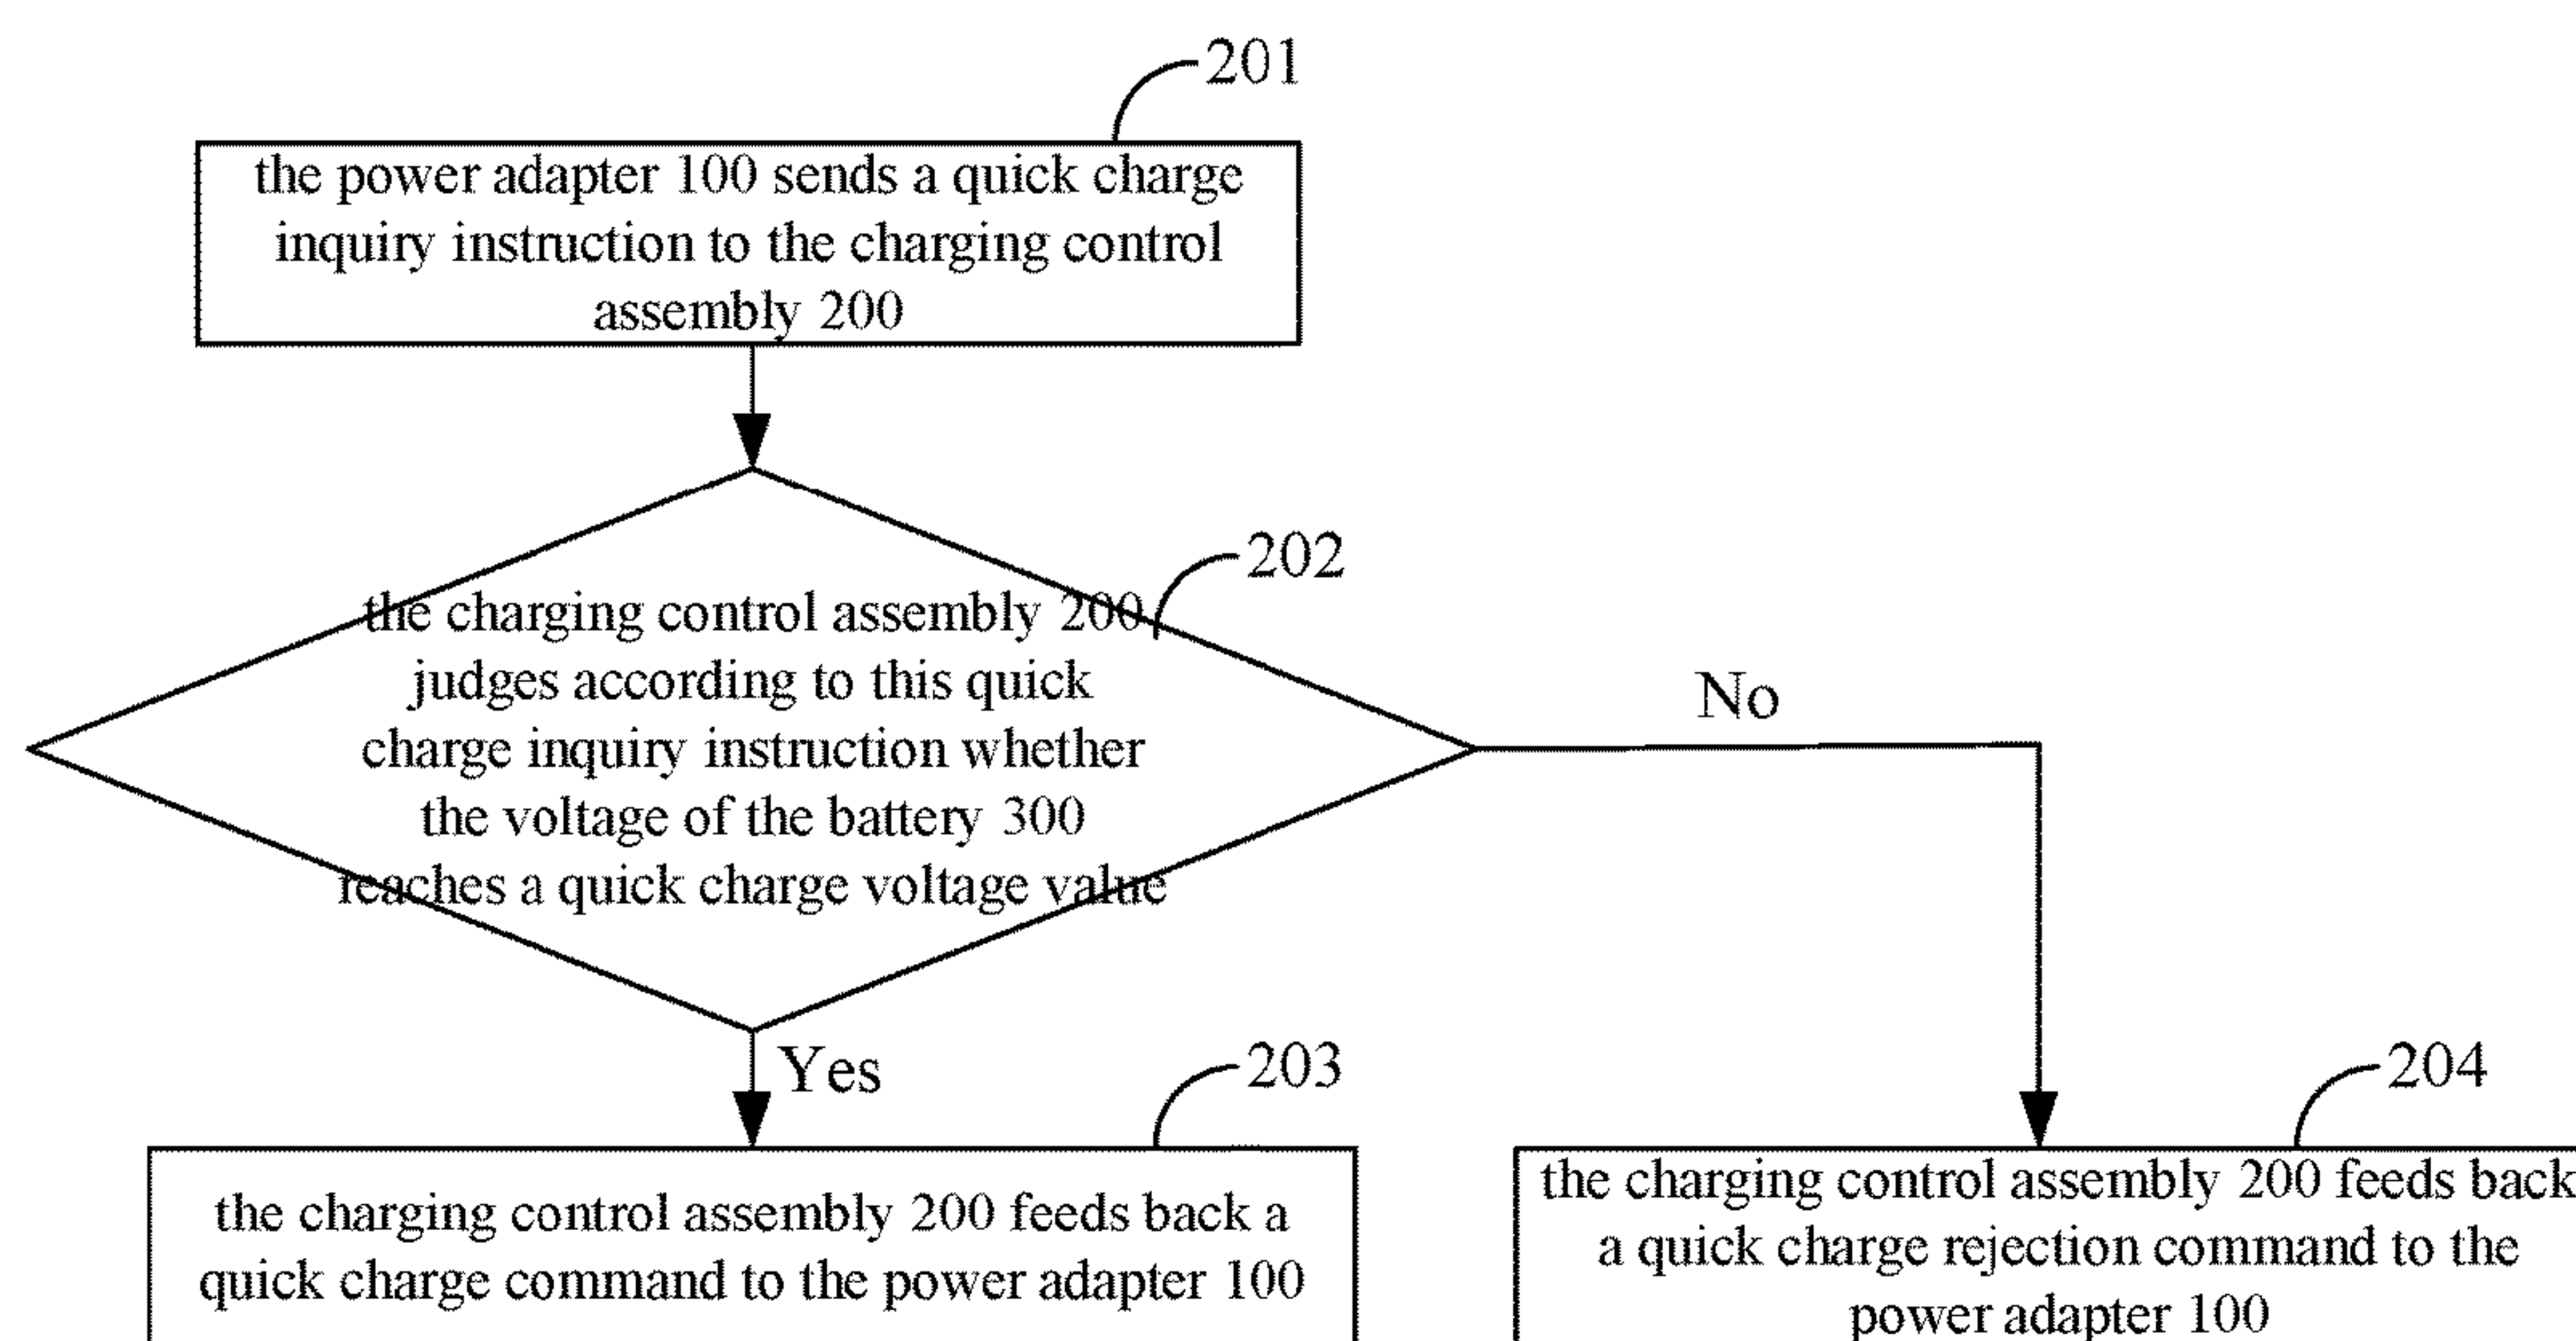 201
the power adapter 100 sends a quick charge
inquiry instruction to the charging control
assembly 200
202
the charging control assembly 200
judges according to this quick
charge inquiry instruction whether
the voltage of the battery 300
reaches a quick charge voltage value
No
Yes
203
the charging control assembly 200 feeds back a
quick charge command to the power adapter 100
204
the charging control assembly 200 feeds back
a quick charge rejection command to the
power adapter 100